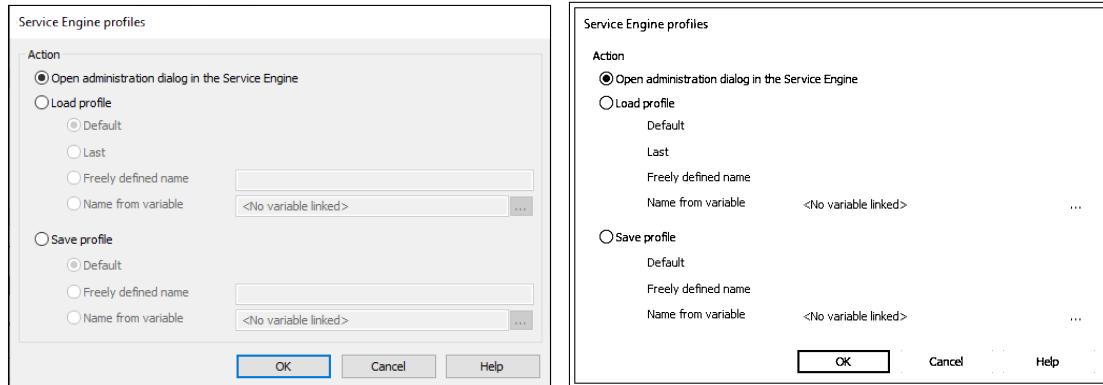 Service Engine profiles
Action
Open administration dialog in the Service Engine
Load profile
Default
Last
Freely defined name
Name from variable <No variable linked> ...
Save profile
Default
Freely defined name
Name from variable <No variable linked> ...
OK Cancel Help
Service Engine profiles
Action
Open administration dialog in the Service Engine
Load profile
Default
Last
Freely defined name
Name from variable <No variable linked> ...
Save profile
Default
Freely defined name
Name from variable <No variable linked> ...
OK Cancel Help